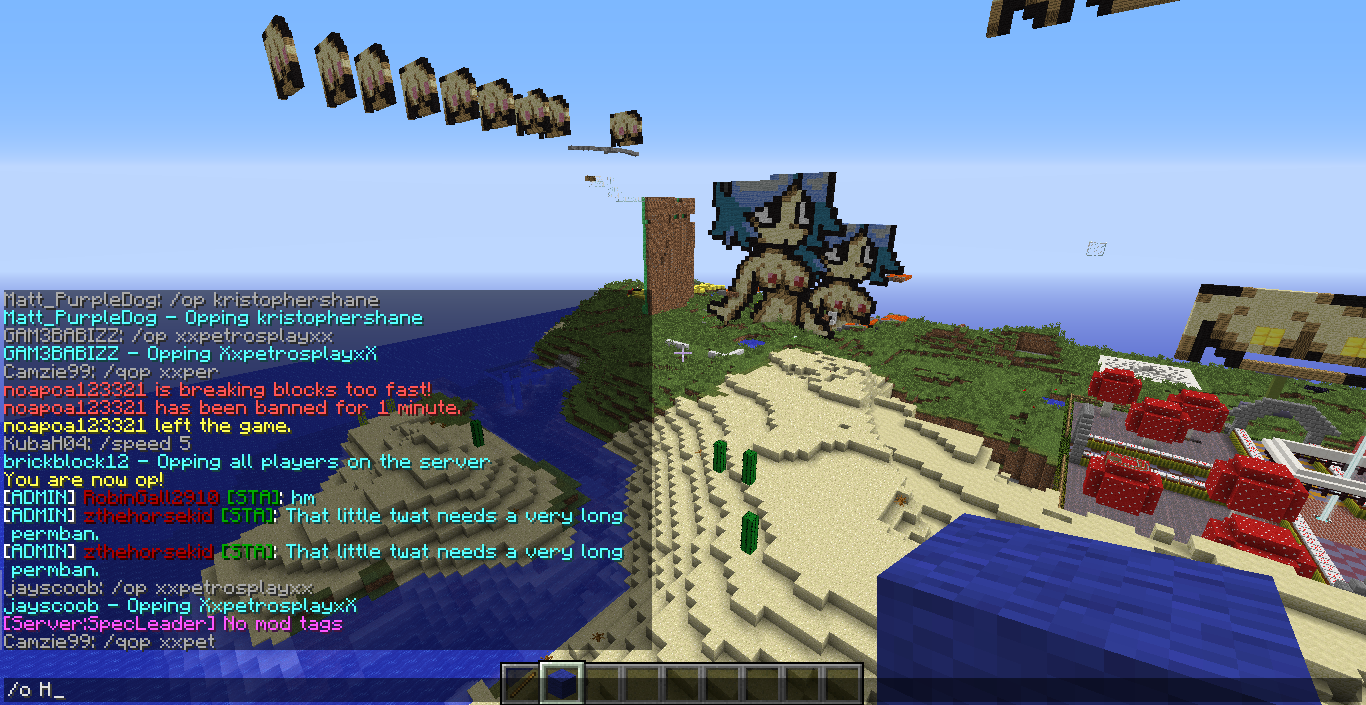 Matt_PurpleDog: /op kristophershane
Matt_PurpleDog - Opping kristophershane
GAM3BABIZZ: /op xxpetrosplayxx
GAM3BABIZZ - Opping XxpetrosplayxX
Camzie99: /qop xxper
noapoa123321 is breaking blocks too fast!
noapoa123321 has been banned for 1 minute.
noapoa123321 left the game.
KubaH04: /speed 5
brickblock12 - Opping all players on the server
You are now op!
[ADMIN] RobinGall2910 [STA]: hm
[ADMIN] zthehorsekid [STA]: That little twat needs a very long
permban.
[ADMIN] zthehorsekid [STA]: That little twat needs a very long
permban.
jayscoob: /op xxpetrosplayxx
jayscoob - Opping XxpetrosplayxX
[Server:SpecLeader] No mod tags
Camzie99: /qop xxpet
/o H_